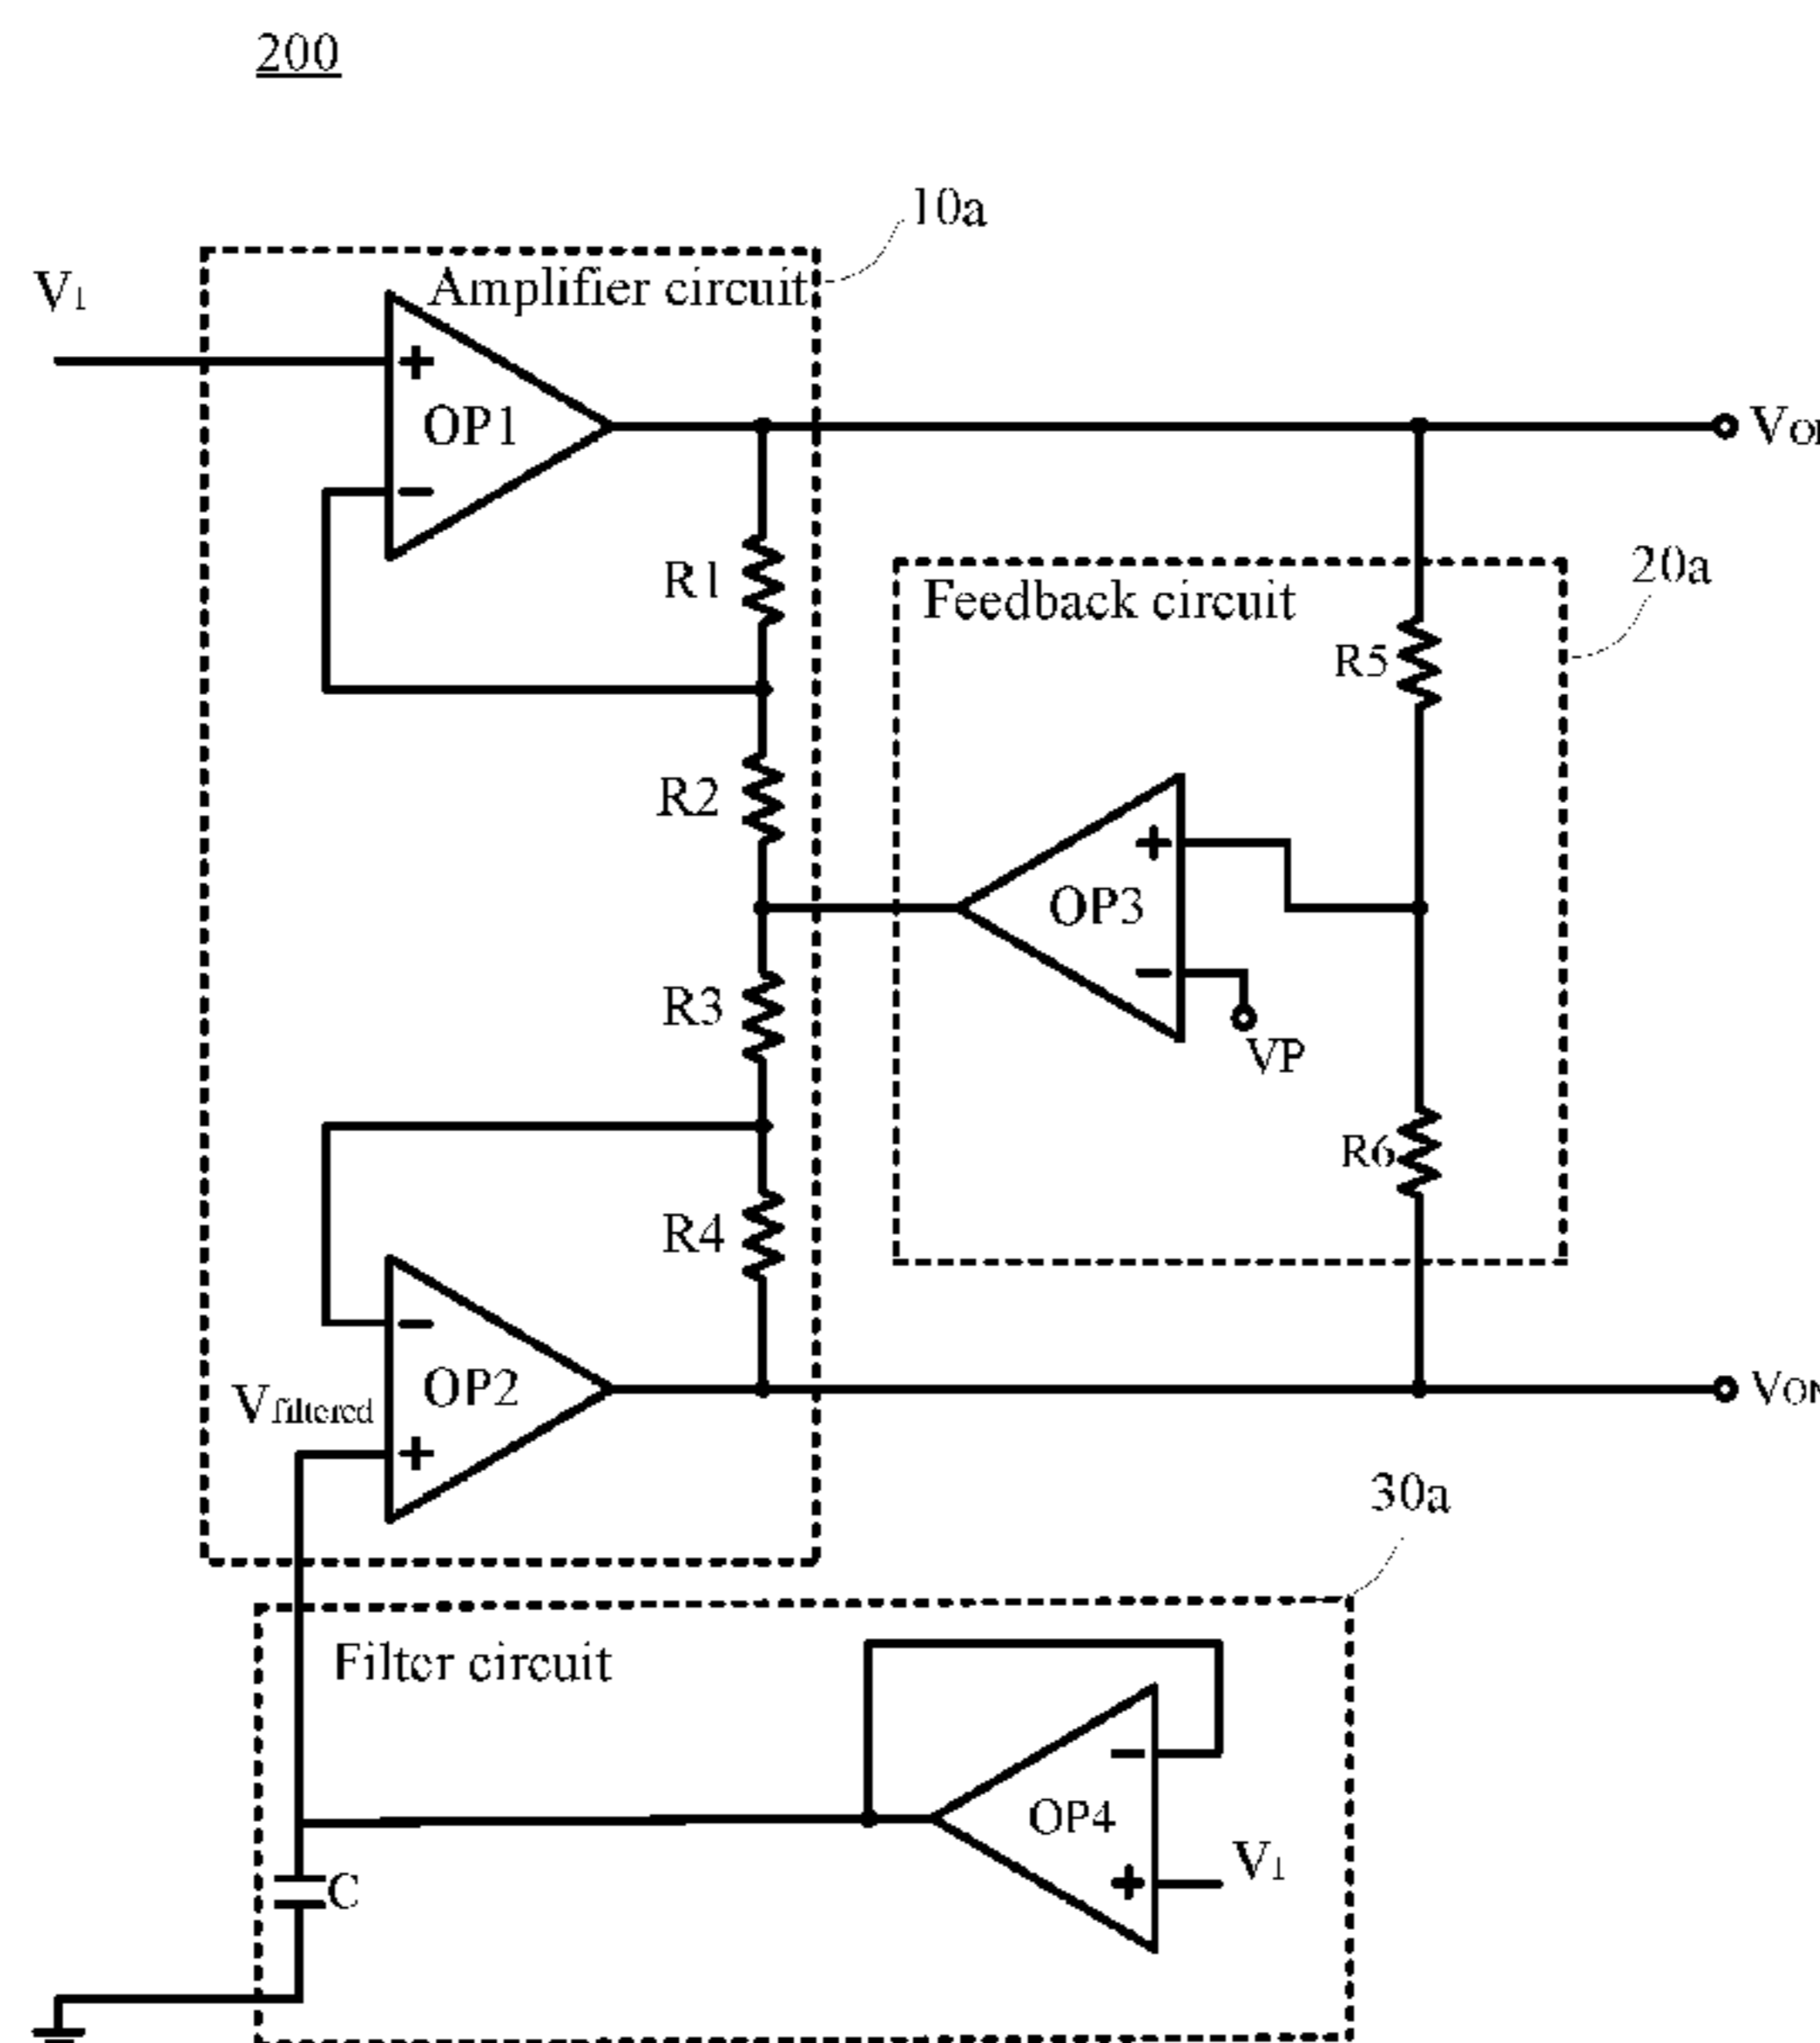 200
10a
Amplifier circuit
V1
+
OP1
−
R1
20a
Feedback circuit
R5
R2
+
OP3
−
VP
R3
R6
R4
−
OP2
Vfiltered
+
VON
30a
Filter circuit
−
OP4
+
V1
C